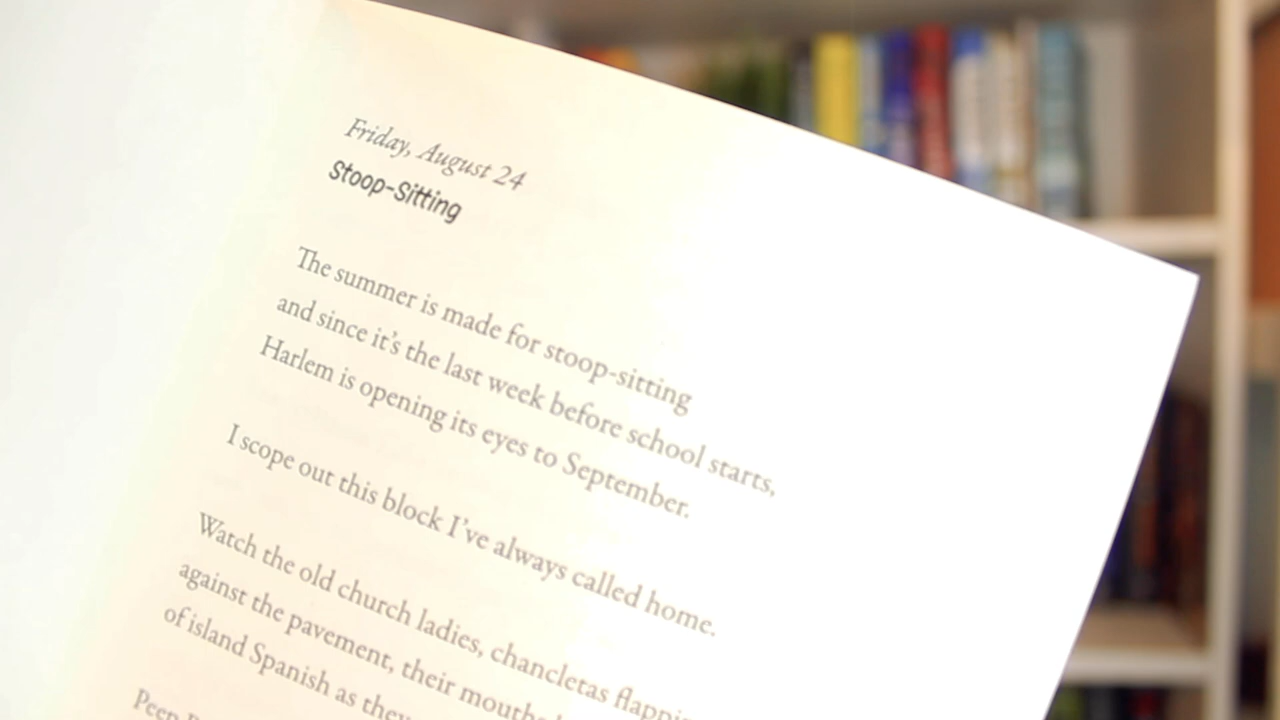 Friday, August 24
Stoop-Sitting
The summer is made for stoop-sitting
and since it's the last week before school starts,
Harlem is opening its eyes to September.
I scope out this block I've always called home.
Watch the old church ladies, chancletas
against the pavement, their
of island Spanish as they
Peep